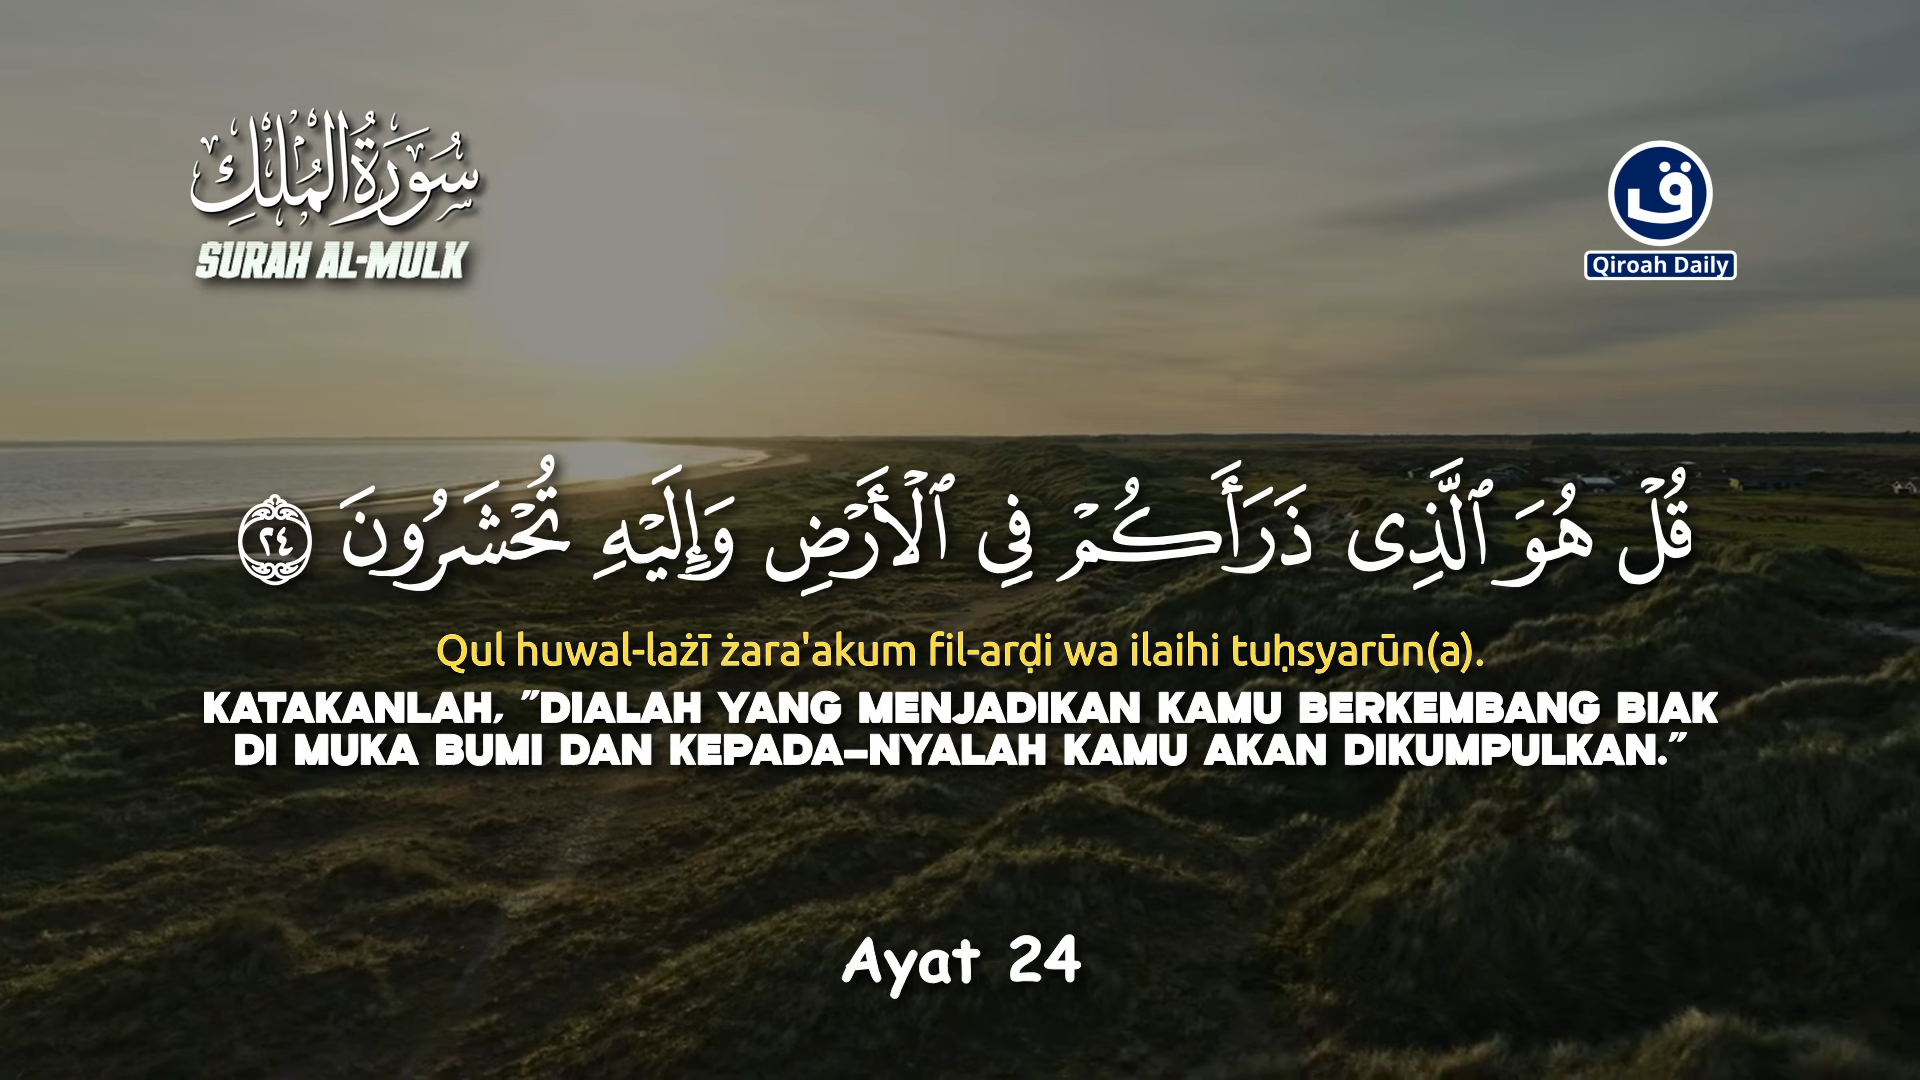 سُورَةُ الْمُلْكِ
SURAH AL-MULK
ق
Qiroah Daily
قُلْ هُوَ ٱلَّذِى ذَرَأَكُمْ فِى ٱلْأَرْضِ وَإِلَيْهِ تُحْشَرُونَ ٢٤
Qul huwal-lażī żara'akum fil-arḍi wa ilaihi tuḥsyarūn(a).
KATAKANLAH, "DIALAH YANG MENJADIKAN KAMU BERKEMBANG BIAK
DI MUKA BUMI DAN KEPADA-NYALAH KAMU AKAN DIKUMPULKAN."
Ayat 24